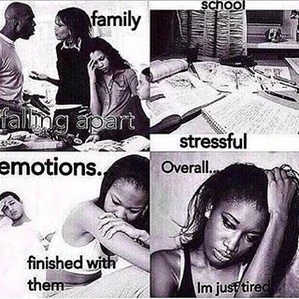 family
falling apart
school
stressful
emotions..
finished with
them
Overall...
Im just tired